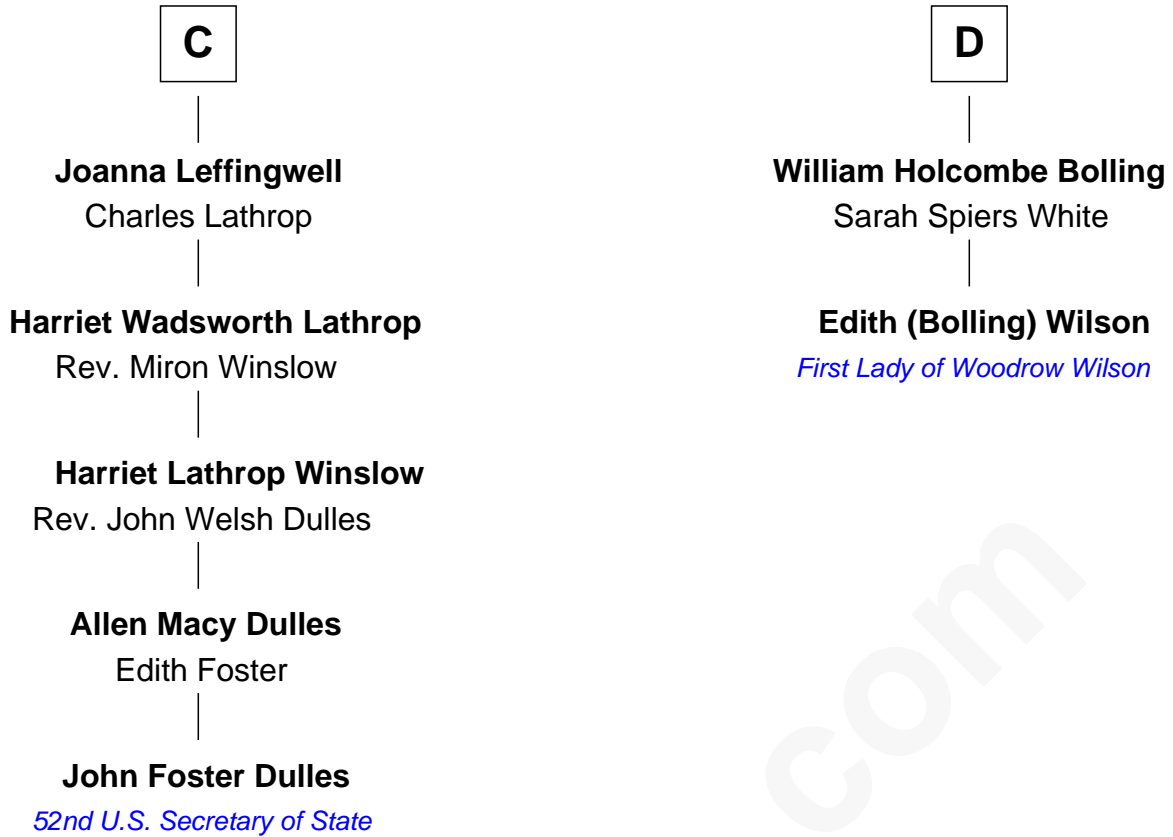 C
Joanna Leffingwell
Charles Lathrop
Harriet Wadsworth Lathrop
Rev. Miron Winslow
Harriet Lathrop Winslow
Rev. John Welsh Dulles
Allen Macy Dulles
Edith Foster
John Foster Dulles
52nd U.S. Secretary of State
D
William Holcombe Bolling
Sarah Spiers White
Edith (Bolling) Wilson
First Lady of Woodrow Wilson
com